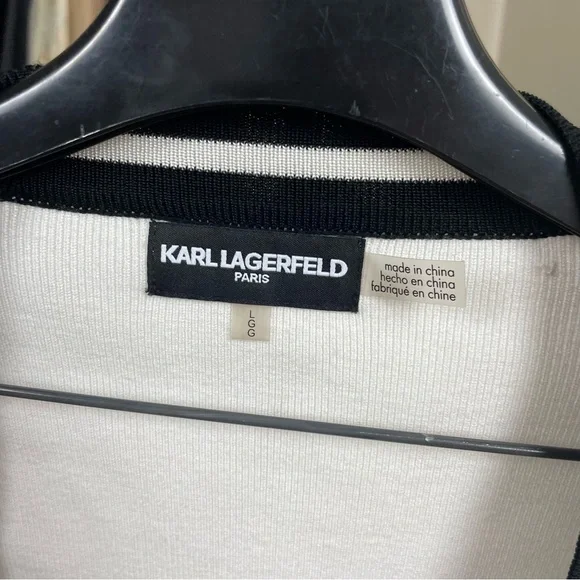 KARL LAGERFELD
PARIS
made in china
hecho en china
fabriqué en chine
L
G
G